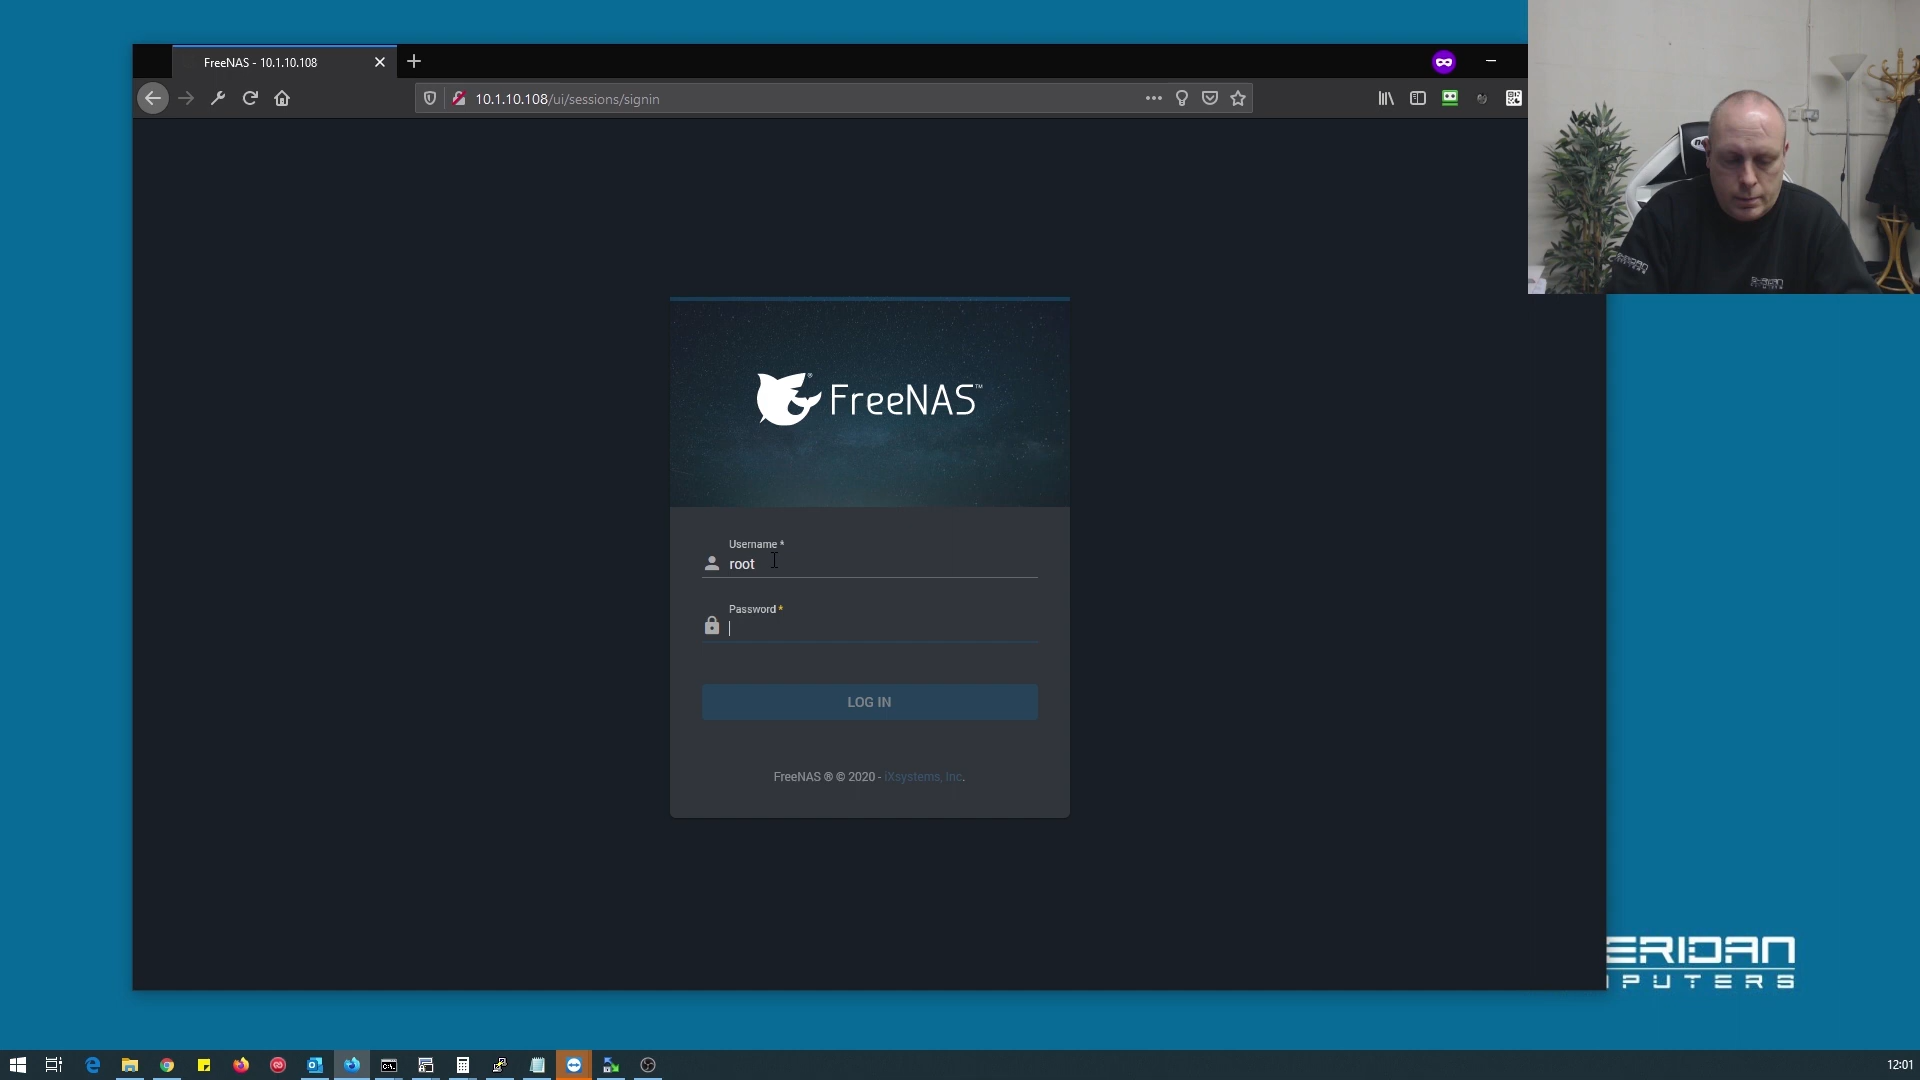 FreeNAS - 10.1.10.108
10.1.10.108/ui/sessions/signin
FreeNAS™
Username *
root
Password *
LOG IN
FreeNAS ® © 2020 - iXsystems, Inc.
ERIDAN
PUTERS
12:01